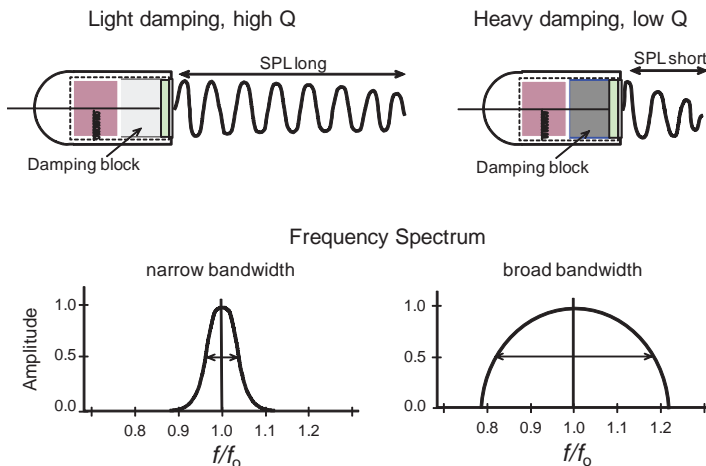 Light damping, high Q
Heavy damping, low Q
SPL long
SPL short
Damping block
Damping block
Frequency Spectrum
narrow bandwidth
broad bandwidth
Amplitude
1.0
0.5
0.0
0.8 0.9 1.0 1.1 1.2
f/fo
1.0
0.5
0.0
0.8 0.9 1.0 1.1 1.2
f/fo